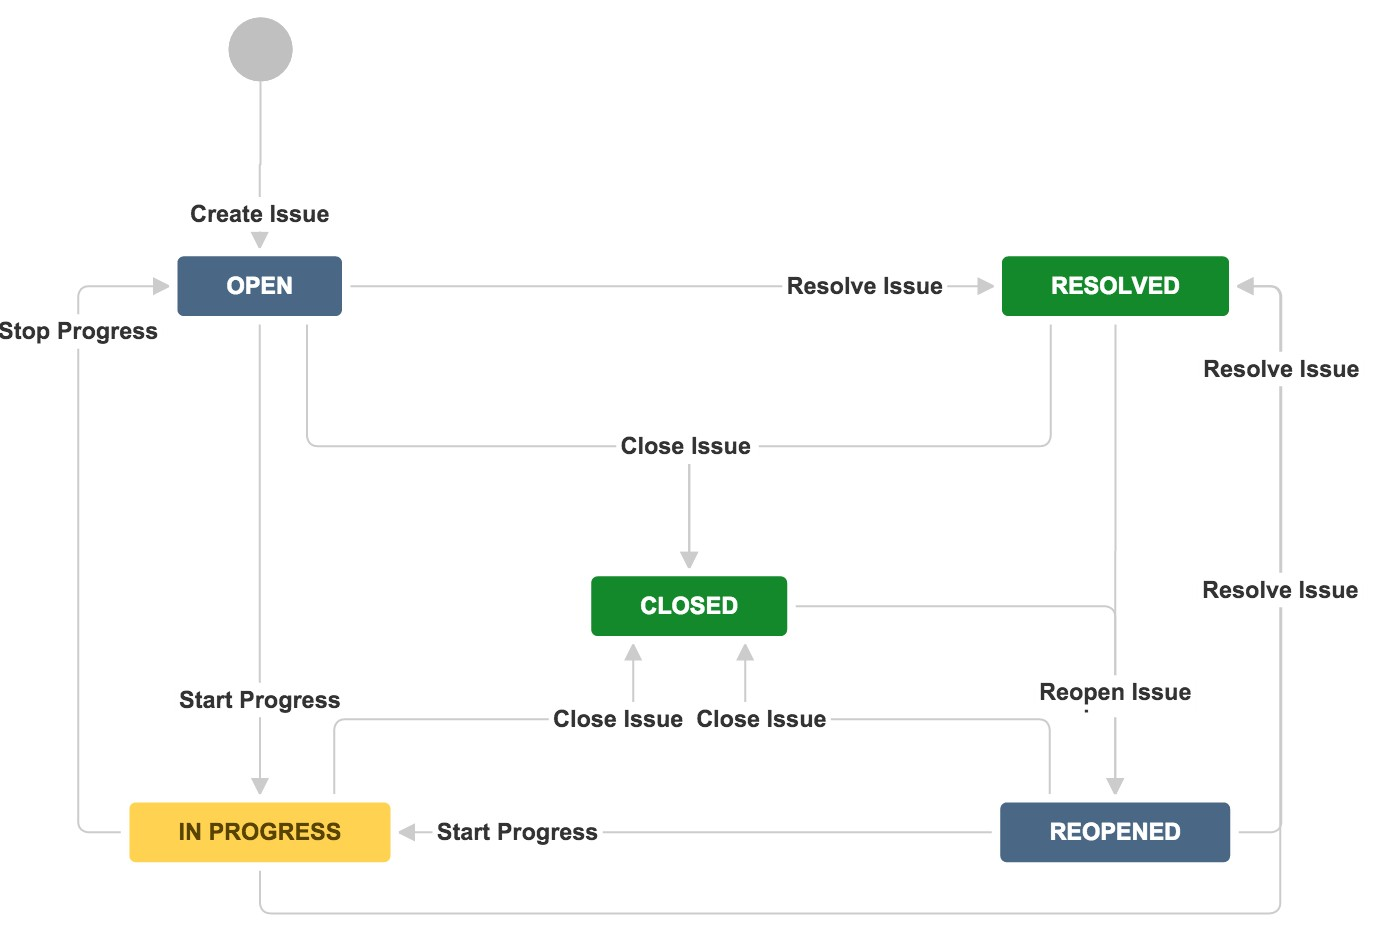 Create Issue
OPEN
Resolve Issue
RESOLVED
Stop Progress
Resolve Issue
Close Issue
Resolve Issue
CLOSED
Start Progress
Reopen Issue
Close Issue
Close Issue
IN PROGRESS
Start Progress
REOPENED